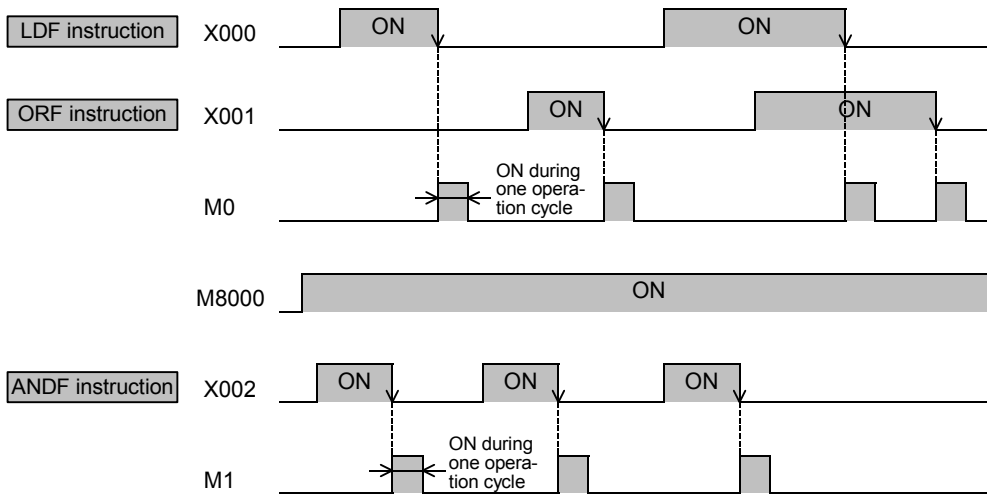 LDF instruction X000 ON ON
ORF instruction X001 ON ON
M0 ON during
one opera-
tion cycle
M8000 ON
ANDF instruction X002 ON ON ON
M1 ON during
one opera-
tion cycle